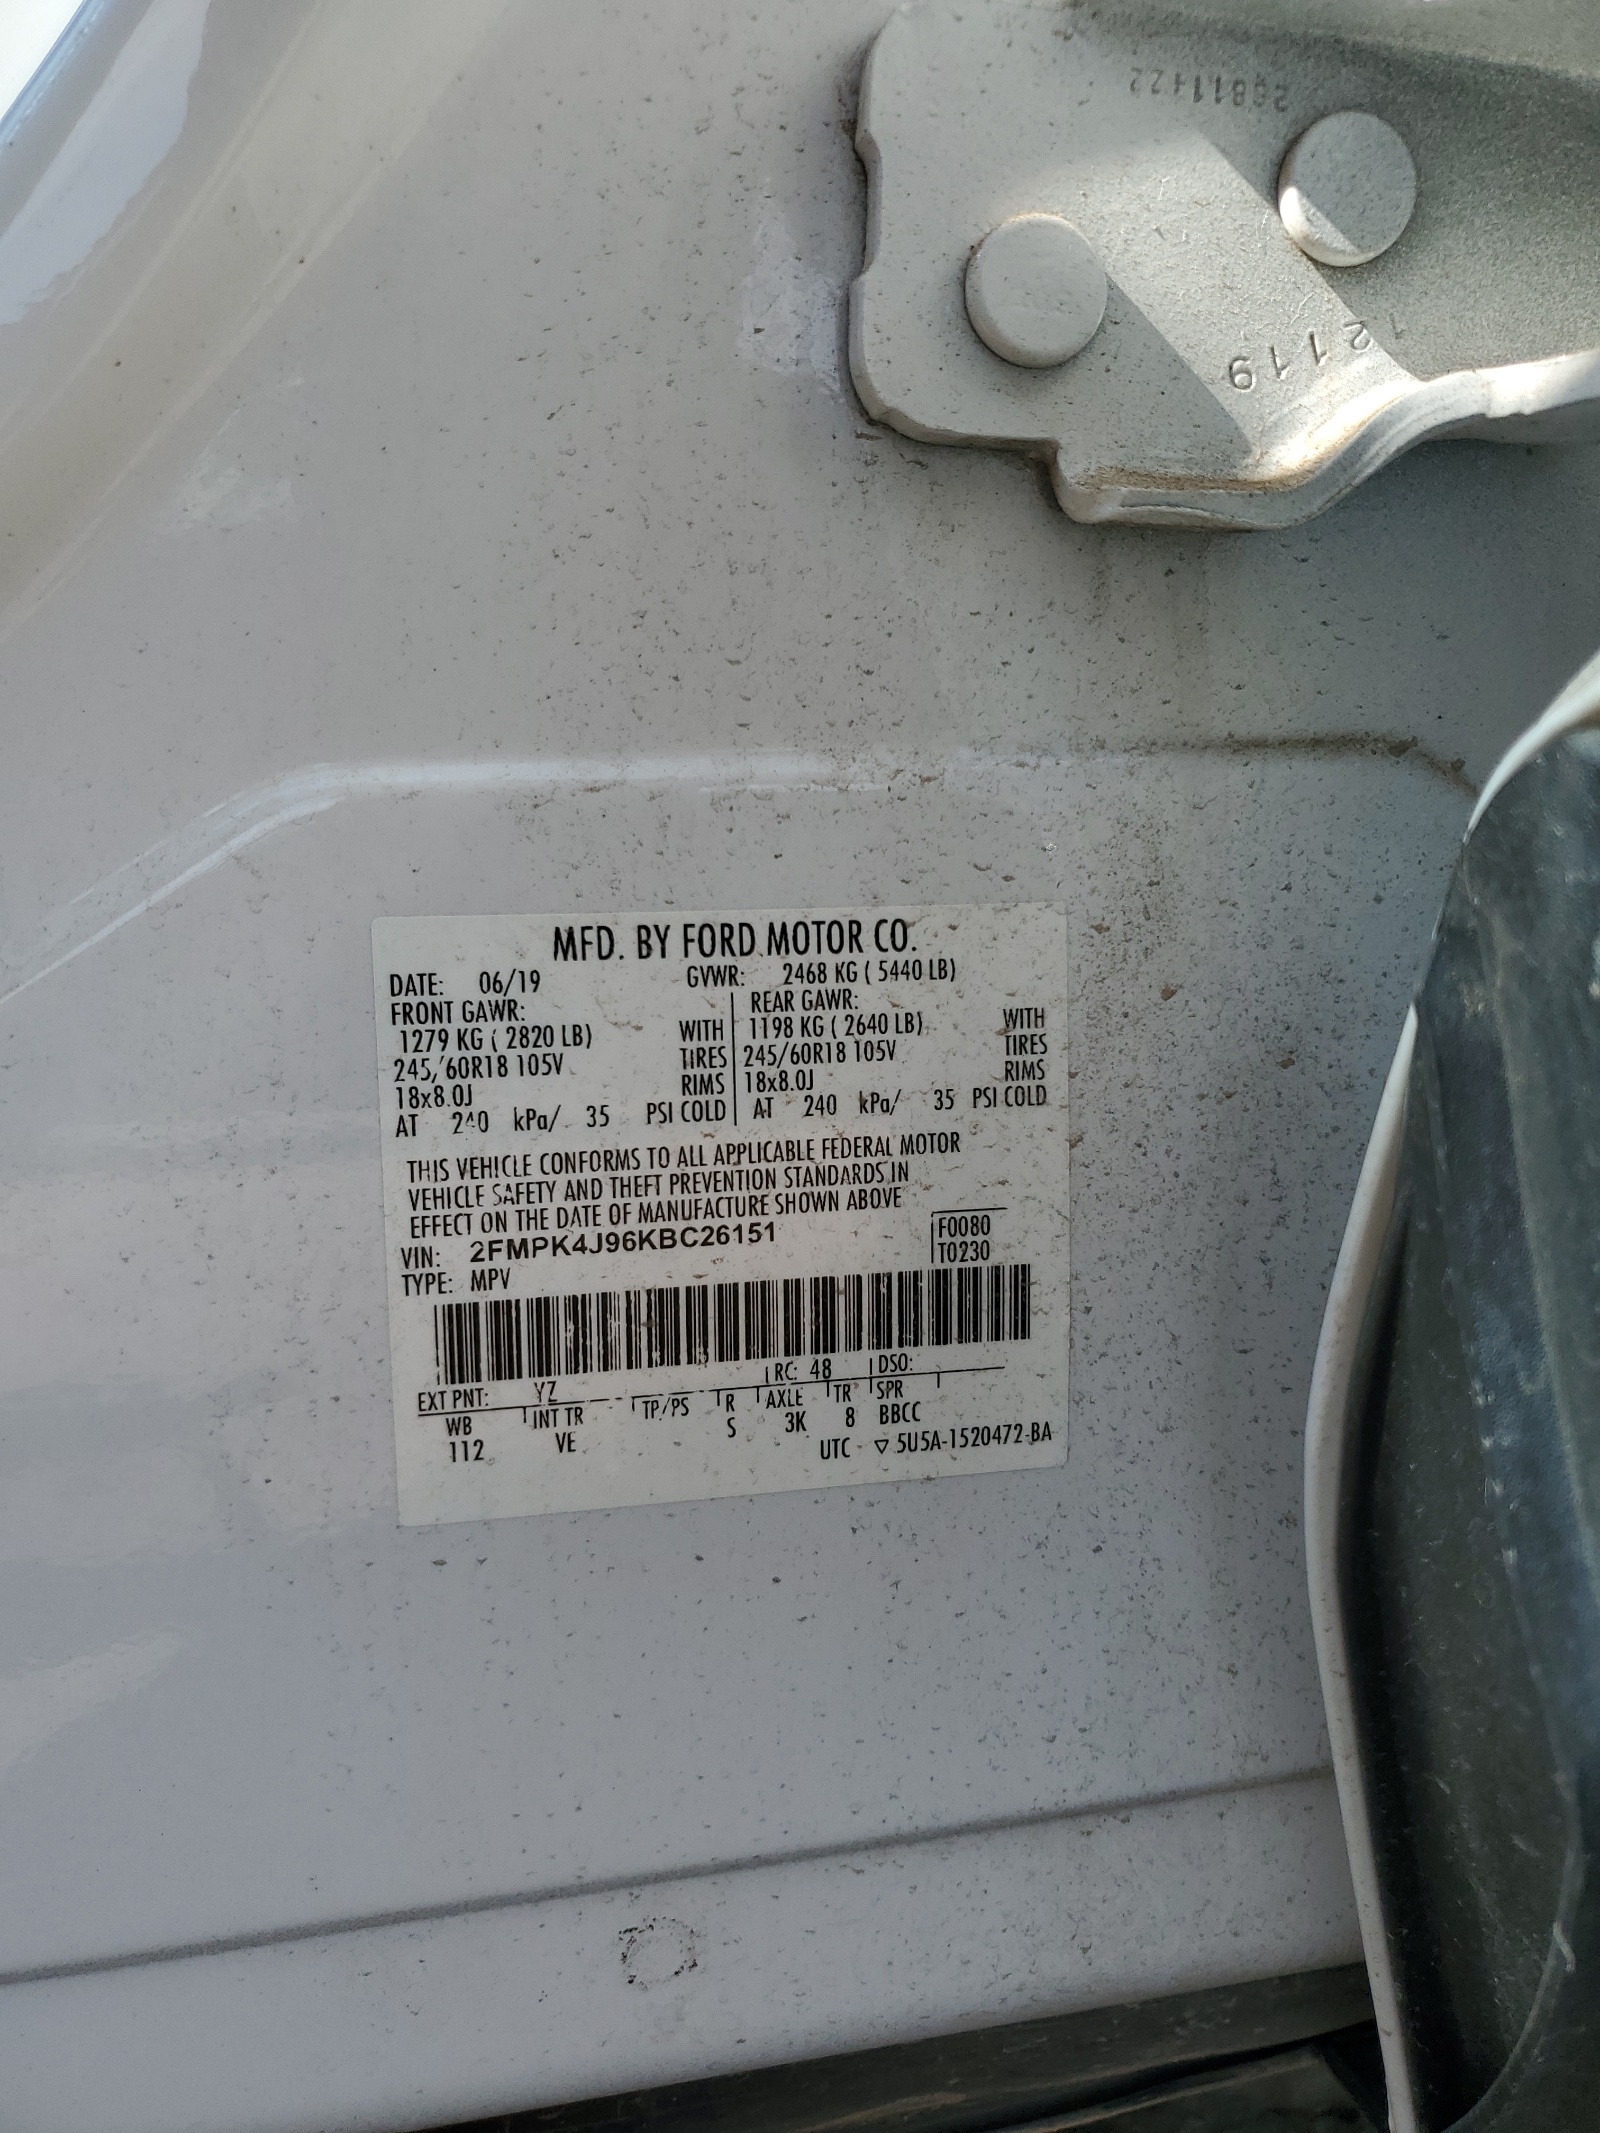 29811422
12119
MFD. BY FORD MOTOR CO.
DATE: 06/19 GVWR: 2468 KG ( 5440 LB)
FRONT GAWR: REAR GAWR:
1279 KG ( 2820 LB) WITH 1198 KG ( 2640 LB) WITH
245/60R18 105V TIRES 245/60R18 105V TIRES
18x8.0J RIMS 18x8.0J RIMS
AT 240 kPa/ 35 PSI COLD AT 240 kPa/ 35 PSI COLD
THIS VEHICLE CONFORMS TO ALL APPLICABLE FEDERAL MOTOR
VEHICLE SAFETY AND THEFT PREVENTION STANDARDS IN
EFFECT ON THE DATE OF MANUFACTURE SHOWN ABOVE
VIN: 2FMPK4J96KBC26151 F0080
TYPE: MPV T0230
EXT PNT: YZ RC: 48 DSO:
WB INT TR TP/PS R AXLE TR SPR
112 VE S 3K 8 BBCC
UTC ▽ 5U5A-1520472-BA